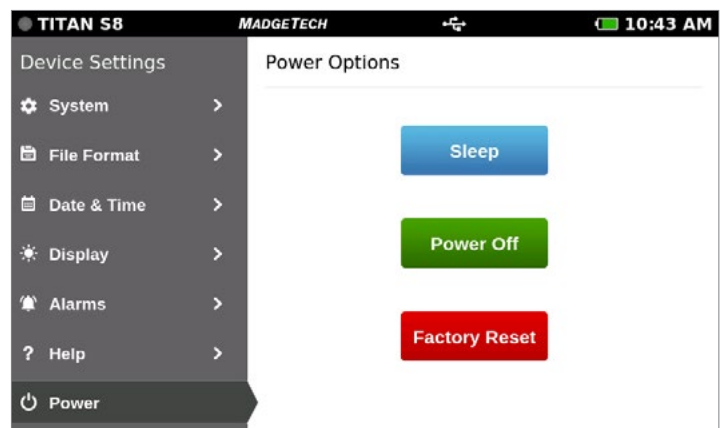 TITAN S8 MADGETECH 10:43 AM
Device Settings
System
File Format
Date & Time
Display
Alarms
? Help
Power
Power Options
Sleep
Power Off
Factory Reset